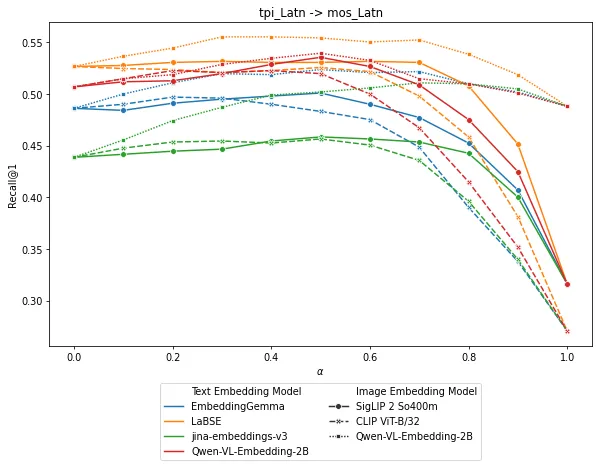 tpi_Latn -> mos_Latn
Recall@1
0.55
0.50
0.45
0.40
0.35
0.30
0.0 0.2 0.4 0.6 0.8 1.0
α
Text Embedding Model
EmbeddingGemma
LaBSE
jina-embeddings-v3
Qwen-VL-Embedding-2B
Image Embedding Model
SigLIP 2 So400m
CLIP ViT-B/32
Qwen-VL-Embedding-2B